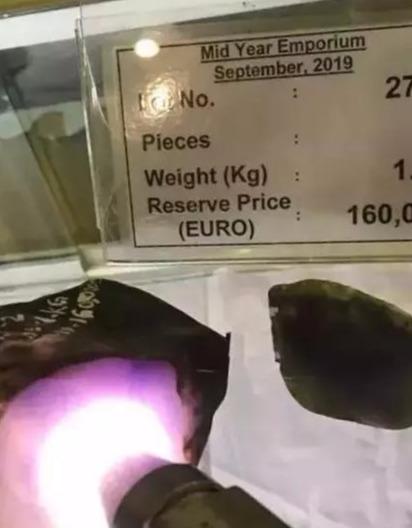 Mid Year Emporium
September, 2019
No. : 27
Pieces :
Weight (Kg) : 1.
Reserve Price
(EURO) : 160,0